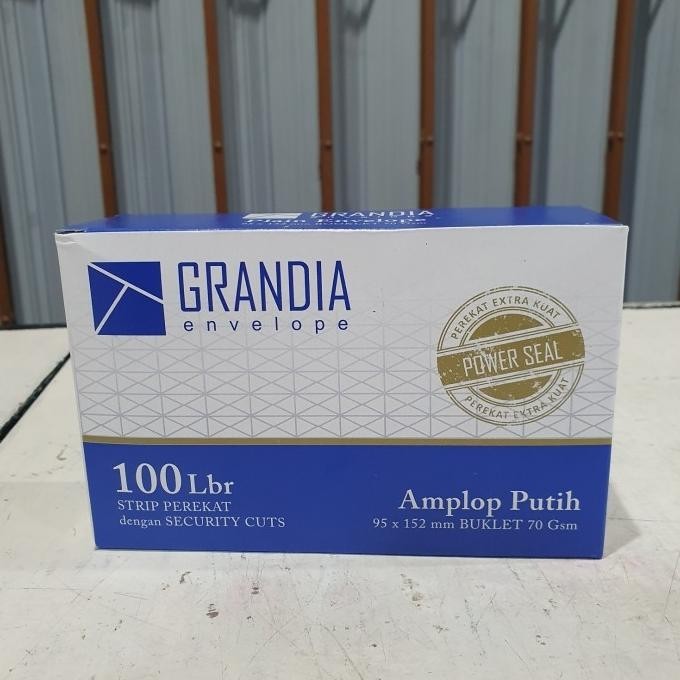 GRANDIA
Plain Envelope
GRANDIA
envelope
PEREKAT EXTRA KUAT
POWER SEAL
PEREKAT EXTRA KUAT
100 Lbr
STRIP PEREKAT
dengan SECURITY CUTS
Amplop Putih
95 x 152 mm BUKLET 70 Gsm